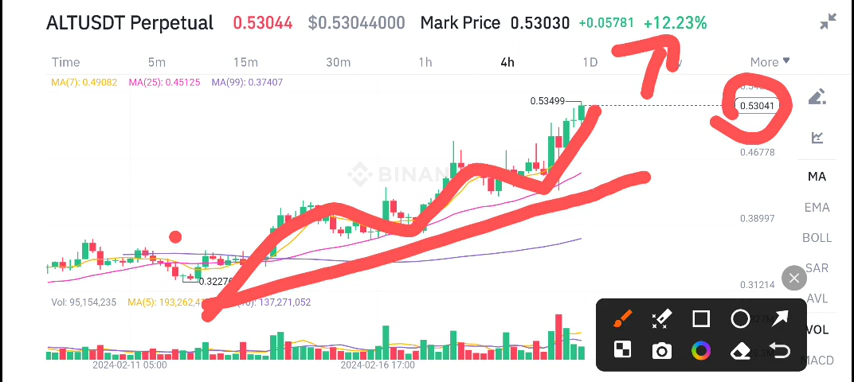 ALTUSDT Perpetual 0.53044 $0.53044000 Mark Price 0.53030 +0.05781 +12.23%
Time 5m 15m 30m 1h 4h 1D More
MA(7): 0.49082 MA(25): 0.45125 MA(99): 0.37407
0.53499
0.53041
0.46778
BINAN
MA
EMA
0.38997
BOLL
SAR
0.32276
0.31214
AVL
Vol: 95,154,235 MA(5): 193,262,4 137,271,052
VOL
MACD
2024-02-11 05:00 2024-02-16 17:00